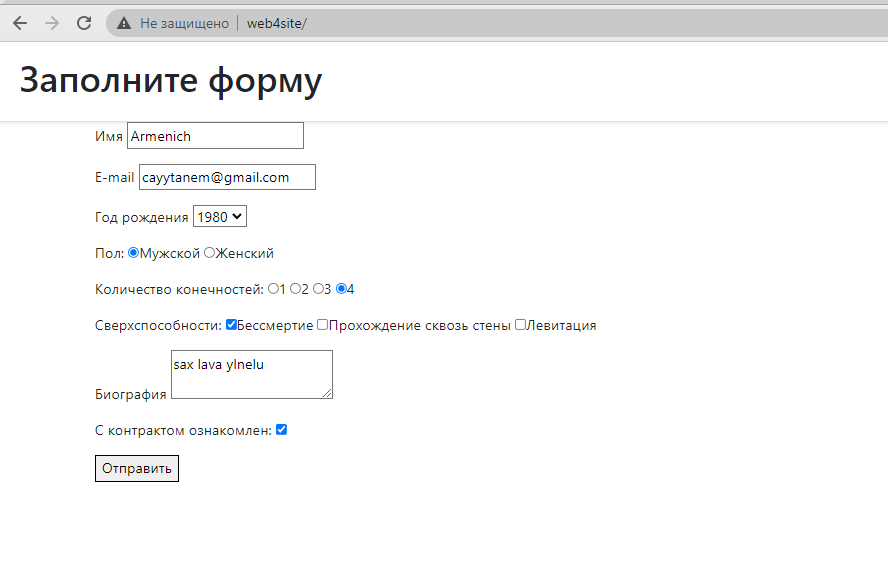 Не защищено web4site/
Заполните форму
Имя Armenich
E-mail cayytanem@gmail.com
Год рождения 1980
Пол: Мужской Женский
Количество конечностей: 1 2 3 4
Сверхспособности: Бессмертие Прохождение сквозь стены Левитация
sax lava ylnelu
Биография
С контрактом ознакомлен:
Отправить